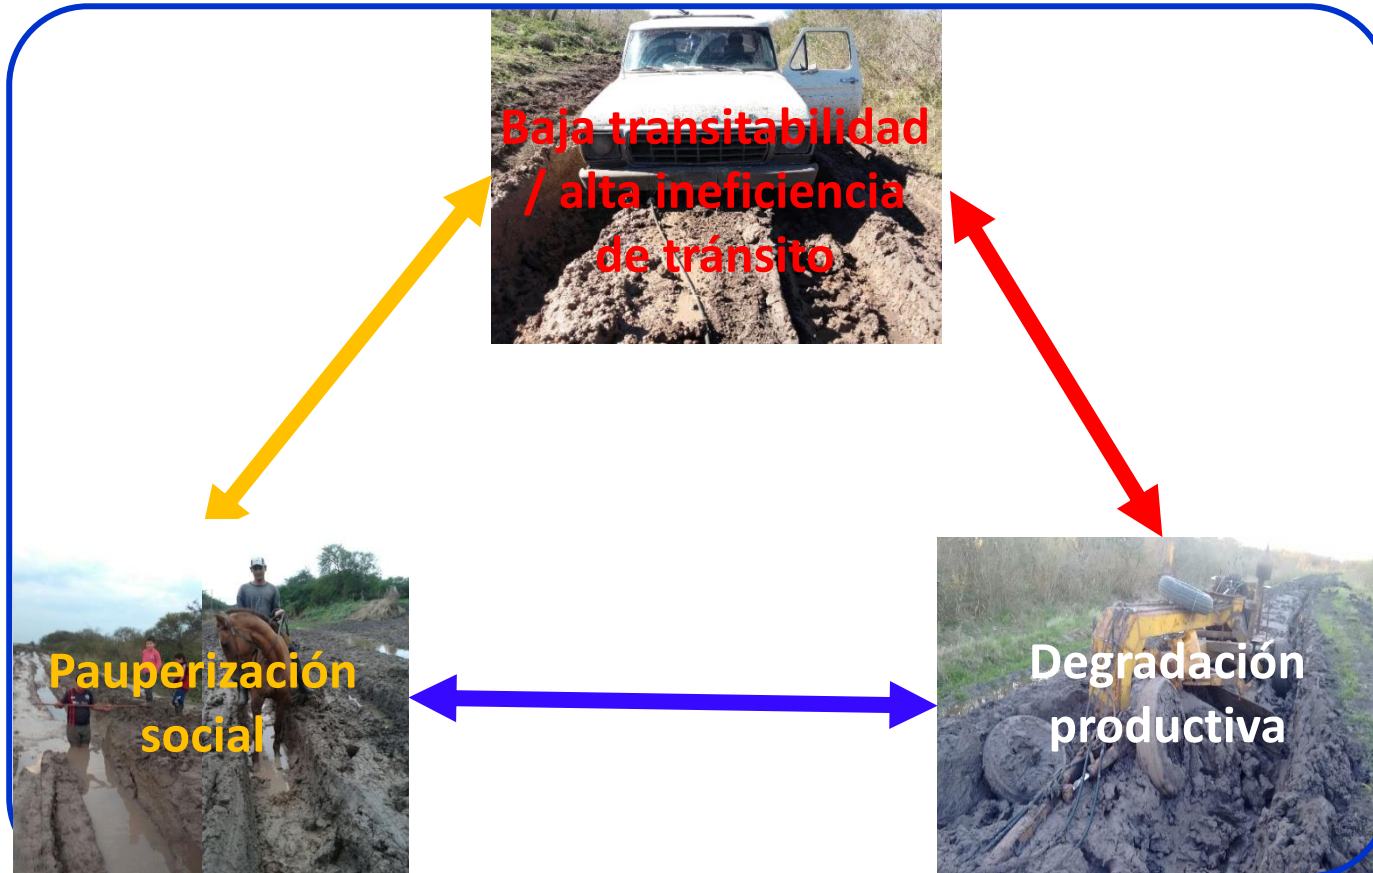 Baja transitabilidad
/ alta ineficiencia
de tránsito
Pauperización
social
Degradación
productiva